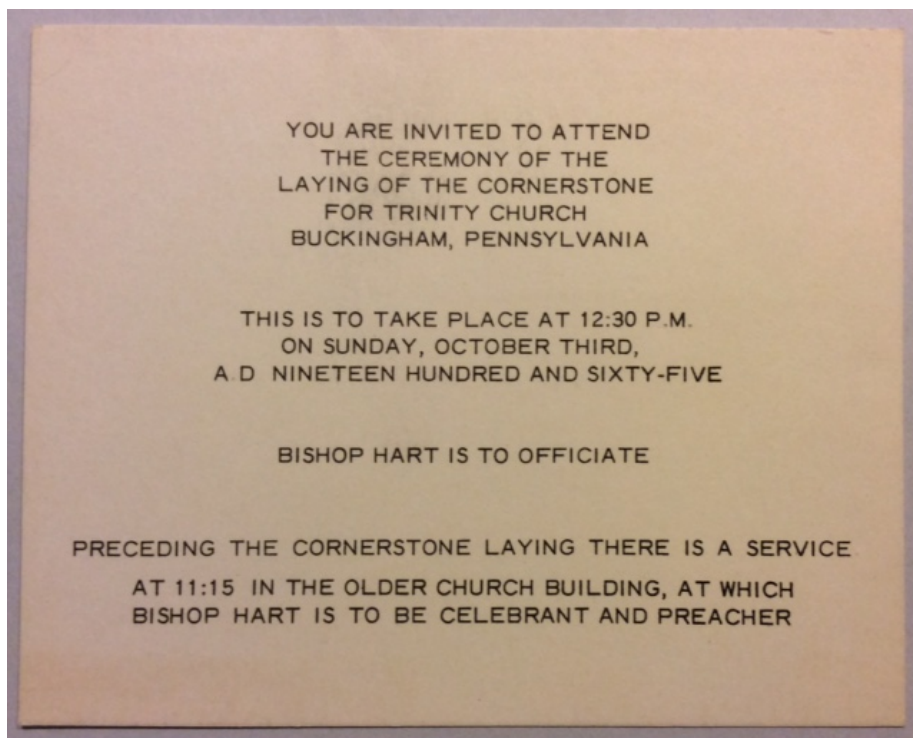 YOU ARE INVITED TO ATTEND
THE CEREMONY OF THE
LAYING OF THE CORNERSTONE
FOR TRINITY CHURCH
BUCKINGHAM, PENNSYLVANIA
THIS IS TO TAKE PLACE AT 12:30 P.M.
ON SUNDAY, OCTOBER THIRD,
A.D NINETEEN HUNDRED AND SIXTY-FIVE
BISHOP HART IS TO OFFICIATE
PRECEDING THE CORNERSTONE LAYING THERE IS A SERVICE
AT 11:15 IN THE OLDER CHURCH BUILDING, AT WHICH
BISHOP HART IS TO BE CELEBRANT AND PREACHER